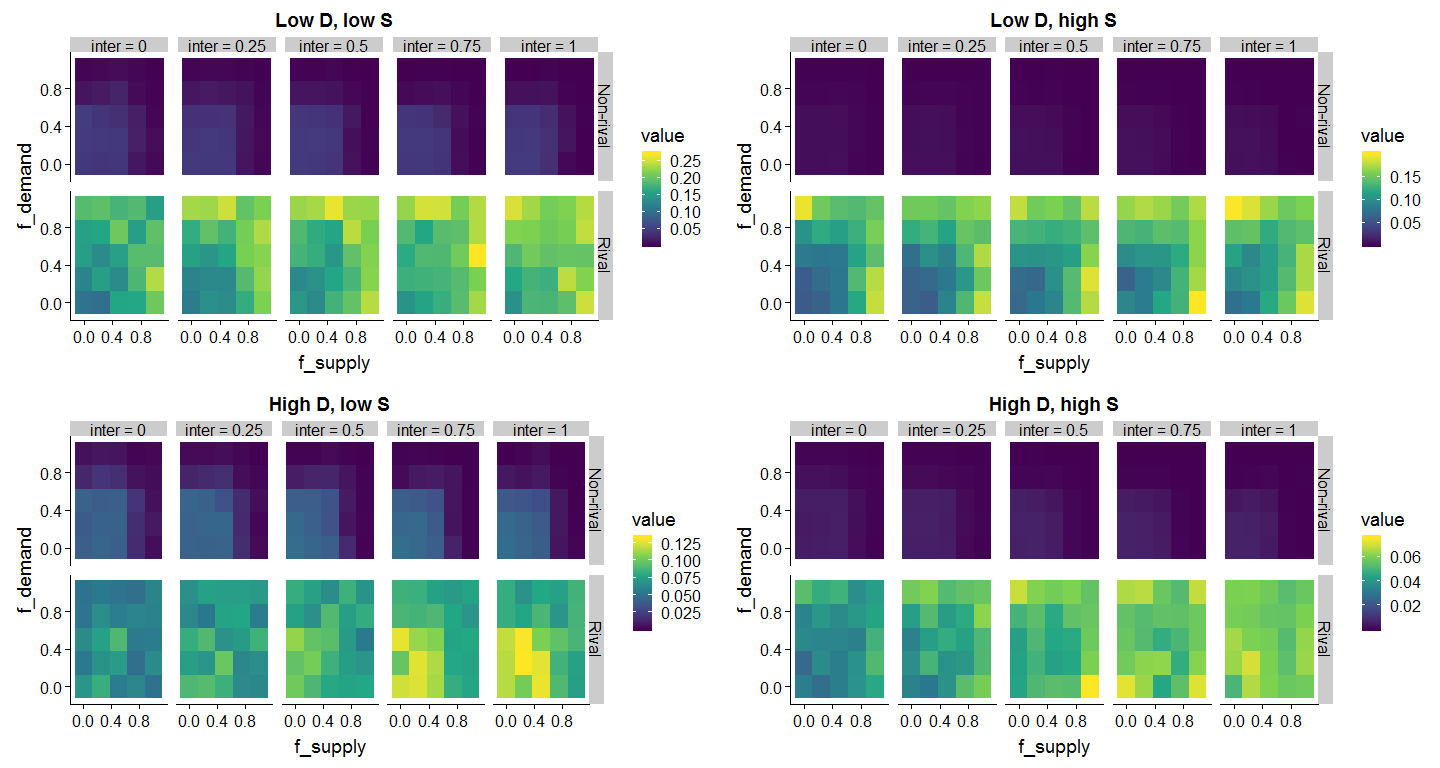 Low D, low S
inter = 0 inter = 0.25 inter = 0.5 inter = 0.75 inter = 1
Non-rival
Rival
0.8
0.4
0.0
0.8
0.4
0.0
f_demand
0.0 0.4 0.8 0.0 0.4 0.8 0.0 0.4 0.8 0.0 0.4 0.8 0.0 0.4 0.8
f_supply
value
0.25
0.20
0.15
0.10
0.05
Low D, high S
inter = 0 inter = 0.25 inter = 0.5 inter = 0.75 inter = 1
Non-rival
Rival
0.8
0.4
0.0
0.8
0.4
0.0
f_demand
0.0 0.4 0.8 0.0 0.4 0.8 0.0 0.4 0.8 0.0 0.4 0.8 0.0 0.4 0.8
f_supply
value
0.15
0.10
0.05
High D, low S
inter = 0 inter = 0.25 inter = 0.5 inter = 0.75 inter = 1
Non-rival
Rival
0.8
0.4
0.0
0.8
0.4
0.0
f_demand
0.0 0.4 0.8 0.0 0.4 0.8 0.0 0.4 0.8 0.0 0.4 0.8 0.0 0.4 0.8
f_supply
value
0.125
0.100
0.075
0.050
0.025
High D, high S
inter = 0 inter = 0.25 inter = 0.5 inter = 0.75 inter = 1
Non-rival
Rival
0.8
0.4
0.0
0.8
0.4
0.0
f_demand
0.0 0.4 0.8 0.0 0.4 0.8 0.0 0.4 0.8 0.0 0.4 0.8 0.0 0.4 0.8
f_supply
value
0.06
0.04
0.02